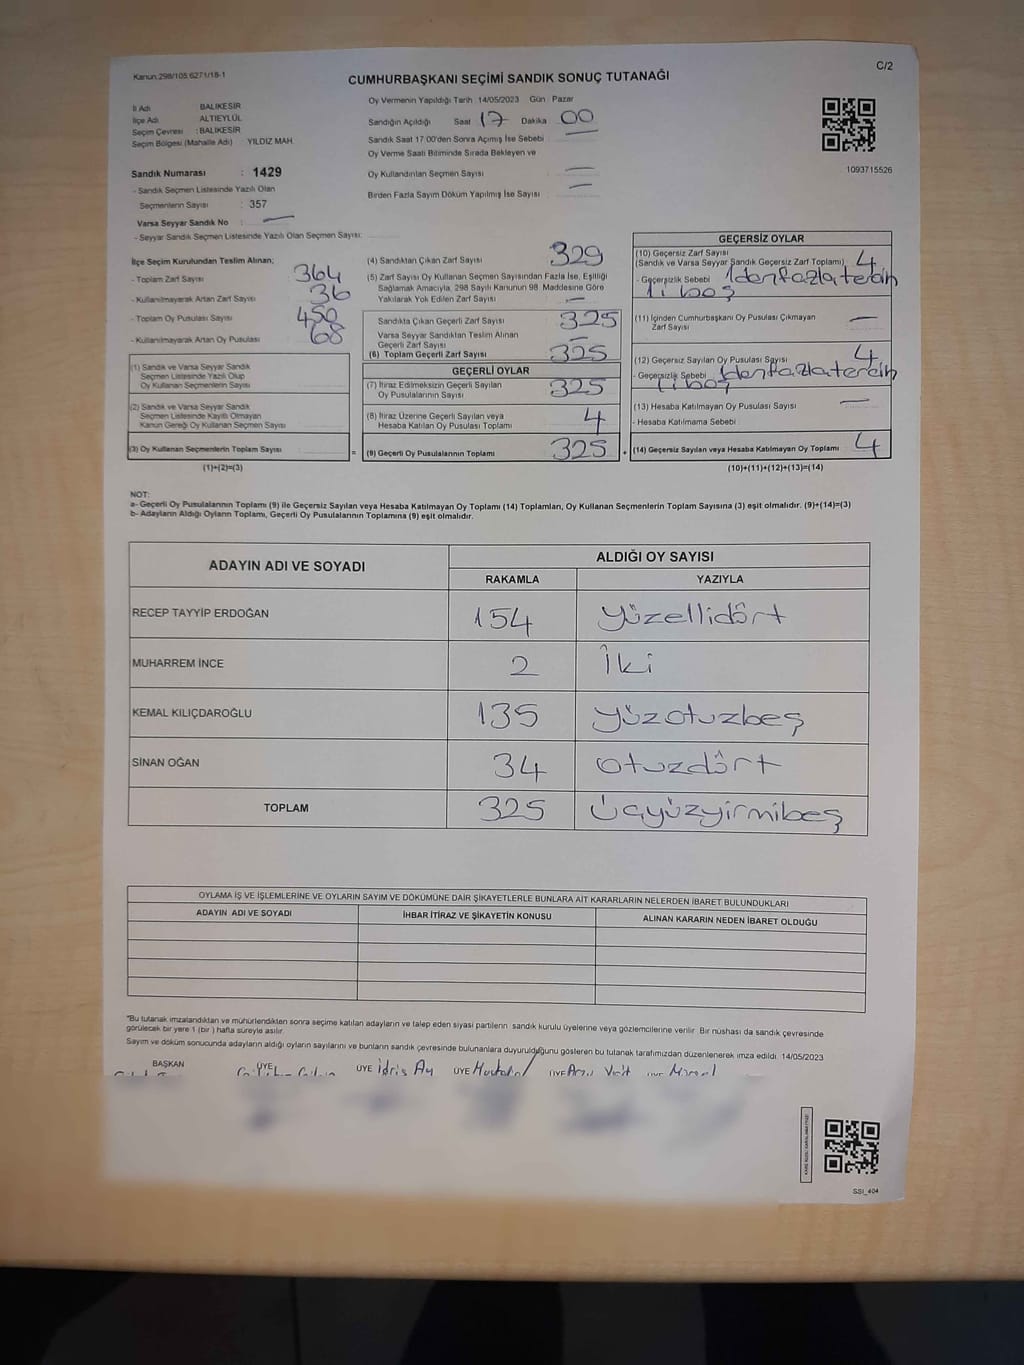 Kanun.298/105.6271/18-1
C/2
CUMHURBAŞKANI SEÇİMİ SANDIK SONUÇ TUTANAĞI
İl Adı BALIKESİR
İlçe Adı ALTIEYLÜL
Seçim Çevresi : BALIKESİR
Seçim Bölgesi (Mahalle Adı) YILDIZ MAH.
Oy Vermenin Yapıldığı Tarih 14/05/2023 Gün : Pazar
Sandığın Açıldığı Saat 17 Dakika 00
Sandık Saat 17:00'den Sonra Açımış İse Sebebi —
Oy Verme Saati Bitiminde Sırada Bekleyen ve
Oy Kullandırılan Seçmen Sayısı —
Birden Fazla Sayım Döküm Yapılmış İse Sayısı —
1093715526
Sandık Numarası : 1429
- Sandık Seçmen Listesinde Yazılı Olan
Seçmenlerin Sayısı : 357
Varsa Seyyar Sandık No : —
- Seyyar Sandık Seçmen Listesinde Yazılı Olan Seçmen Sayısı:
İlçe Seçim Kurulundan Teslim Alınan;
- Toplam Zarf Sayısı 364
- Kullanılmayarak Artan Zarf Sayısı 36
- Toplam Oy Pusulası Sayısı 450
- Kullanılmayarak Artan Oy Pusulası 68
(1) Sandık ve Varsa Seyyar Sandık
Seçmen Listesinde Yazılı Olup
Oy Kullanan Seçmenlerin Sayısı
(2) Sandık ve Varsa Seyyar Sandık
Seçmen Listesinde Kayıtlı Olmayan
Kanun Gereği Oy Kullanan Seçmen Sayısı
(3) Oy Kullanan Seçmenlerin Toplam Sayısı
(1)+(2)=(3)
=
(4) Sandıktan Çıkan Zarf Sayısı 329
(5) Zarf Sayısı Oy Kullanan Seçmen Sayısından Fazla İse, Eşitliği
Sağlamak Amacıyla, 298 Sayılı Kanunun 98. Maddesine Göre
Yakılarak Yok Edilen Zarf Sayısı —
Sandıkta Çıkan Geçerli Zarf Sayısı 325
Varsa Seyyar Sandıktan Teslim Alınan
Geçerli Zarf Sayısı —
(6) Toplam Geçerli Zarf Sayısı 325
GEÇERLİ OYLAR
(7) İtiraz Edilmeksizin Geçerli Sayılan
Oy Pusulalarının Sayısı 325
(8) İtiraz Üzerine Geçerli Sayılan veya
Hesaba Katılan Oy Pusulası Toplamı 4
(9) Geçerli Oy Pusulalarının Toplamı 325
+
GEÇERSİZ OYLAR
(10) Geçersiz Zarf Sayısı
(Sandık ve Varsa Seyyar Sandık Geçersiz Zarf Toplamı) 4
- Geçersizlik Sebebi 1 den fazla tercih
1. boş
(11) İçinden Cumhurbaşkanı Oy Pusulası Çıkmayan
Zarf Sayısı —
(12) Geçersiz Sayılan Oy Pusulası Sayısı 4
- Geçersizlik Sebebi 1 den fazla tercih
1. boş
(13) Hesaba Katılmayan Oy Pusulası Sayısı —
- Hesaba Katılmama Sebebi
(14) Geçersiz Sayılan veya Hesaba Katılmayan Oy Toplamı 4
(10)+(11)+(12)+(13)=(14)
NOT:
a- Geçerli Oy Pusulalarının Toplamı (9) ile Geçersiz Sayılan veya Hesaba Katılmayan Oy Toplamı (14) Toplamları, Oy Kullanan Seçmenlerin Toplam Sayısına (3) eşit olmalıdır. (9)+(14)=(3)
b- Adayların Aldığı Oyların Toplamı, Geçerli Oy Pusulalarının Toplamına (9) eşit olmalıdır.
ADAYIN ADI VE SOYADI ALDIĞI OY SAYISI
RAKAMLA YAZIYLA
RECEP TAYYİP ERDOĞAN 154 yüzellidört
MUHARREM İNCE 2 İki
KEMAL KILIÇDAROĞLU 135 yüzotuzbeş
SİNAN OĞAN 34 otuzdört
TOPLAM 325 Üçyüzyirmibeş
OYLAMA İŞ VE İŞLEMLERİNE VE OYLARIN SAYIM VE DÖKÜMÜNE DAİR ŞİKAYETLERLE BUNLARA AİT KARARLARIN NELERDEN İBARET BULUNDUKLARI
ADAYIN ADI VE SOYADI İHBAR İTİRAZ VE ŞİKAYETİN KONUSU ALINAN KARARIN NEDEN İBARET OLDUĞU
"Bu tutanak imzalandıktan ve mühürlendikten sonra seçime katılan adayların ve talep eden siyasi partilerin sandık kurulu üyelerine veya gözlemcilerine verilir. Bir nüshası da sandık çevresinde
görülecek bir yere 1 (bir) hafta süreyle asılır.
Sayım ve döküm sonucunda adayların aldığı oyların sayılarını ve bunların sandık çevresinde bulunanlara duyurulduğunu gösteren bu tutanak tarafımızdan düzenlenerek imza edildi. 14/05/2023
BAŞKAN ÜYE ÜYE İdris Ay ÜYE ÜYE ÜYE
SSI_404